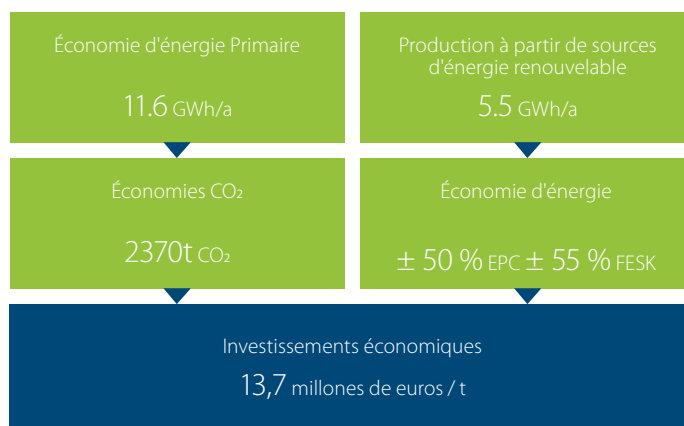 Économie d'énergie Primaire
11.6 GWh/a
Production à partir de sources
d'énergie renouvelable
5.5 GWh/a
Économies CO₂
2370t CO₂
Économie d'énergie
± 50 % EPC ± 55 % FESK
Investissements économiques
13,7 millones de euros / t